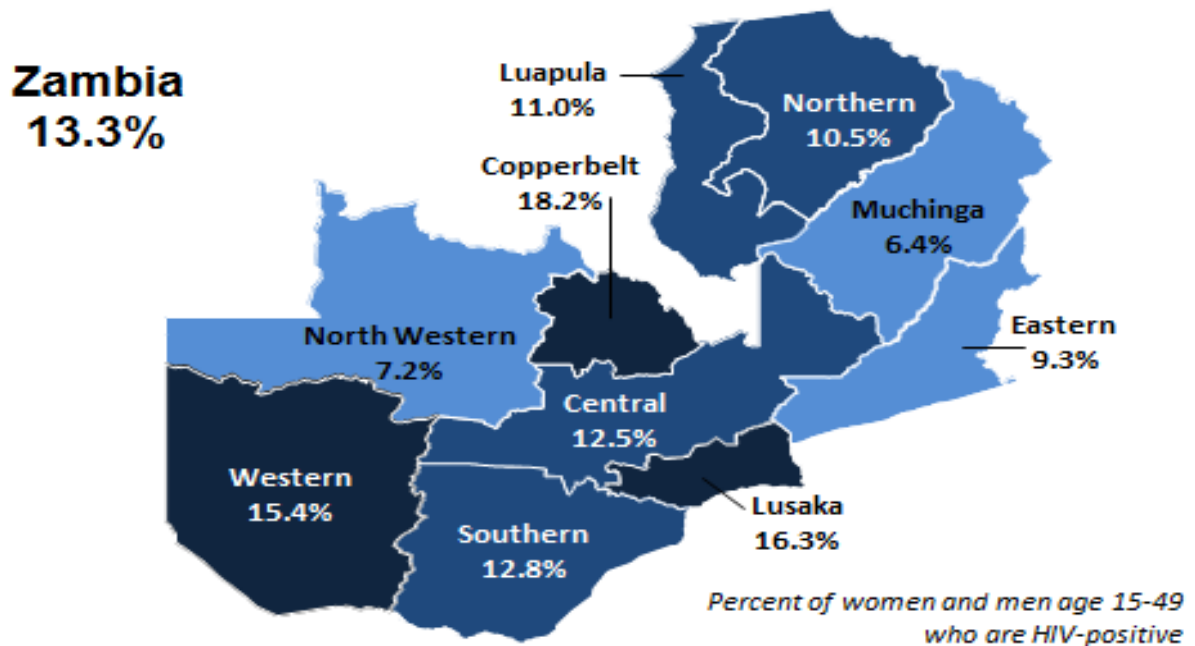 Zambia
13.3%
Luapula
11.0%
Northern
10.5%
Copperbelt
18.2%
Muchinga
6.4%
North Western
7.2%
Eastern
9.3%
Central
12.5%
Western
15.4%
Lusaka
16.3%
Southern
12.8%
Percent of women and men age 15-49
who are HIV-positive